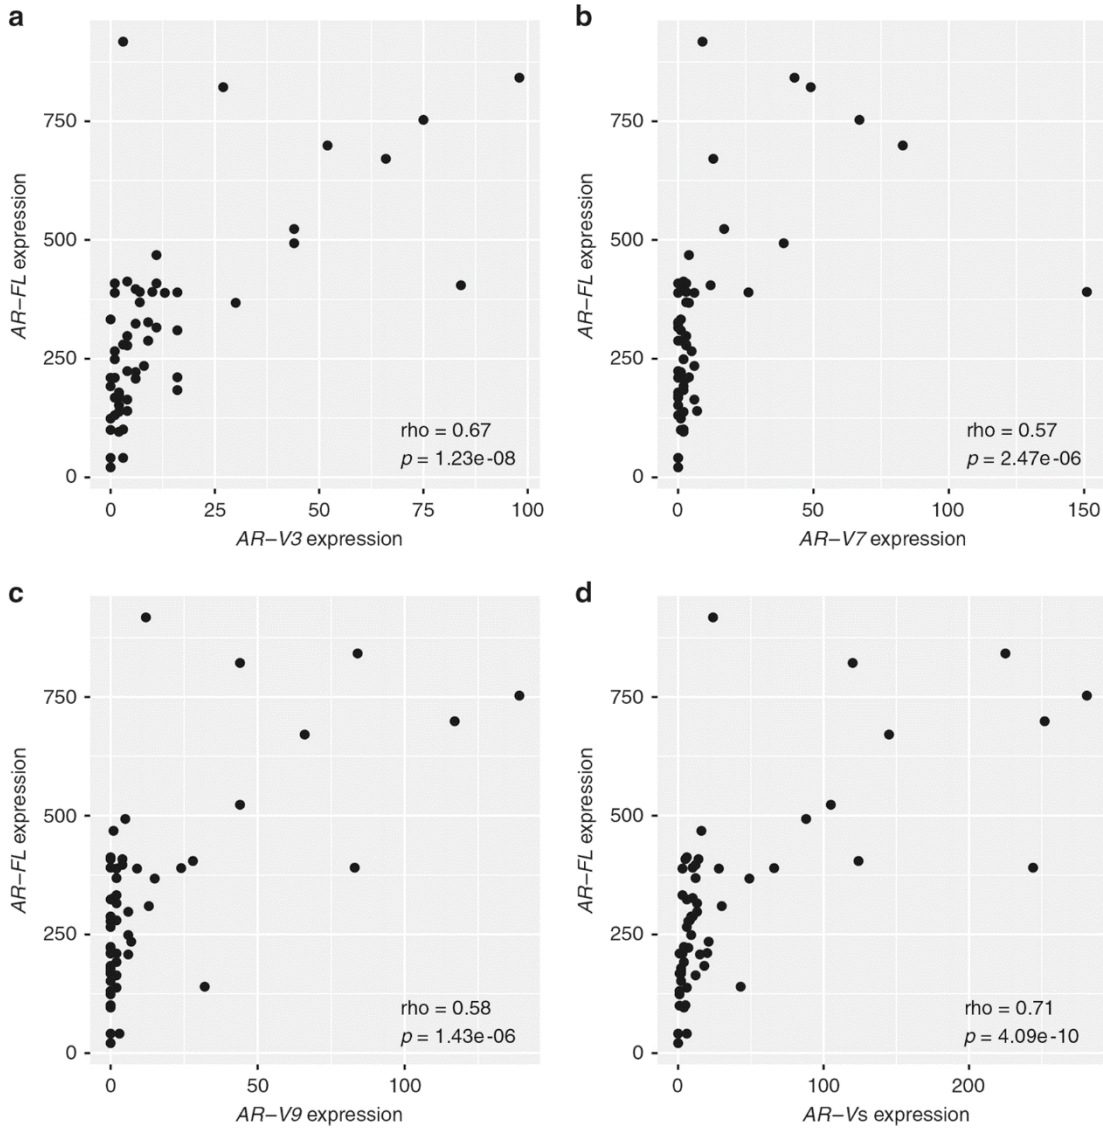 a
AR–FL expression
750
500
250
0
rho = 0.67
p = 1.23e-08
0 25 50 75 100
AR–V3 expression
b
AR–FL expression
750
500
250
0
rho = 0.57
p = 2.47e-06
0 50 100 150
AR–V7 expression
c
AR–FL expression
750
500
250
0
rho = 0.58
p = 1.43e-06
0 50 100
AR–V9 expression
d
AR–FL expression
750
500
250
0
rho = 0.71
p = 4.09e-10
0 100 200
AR–Vs expression